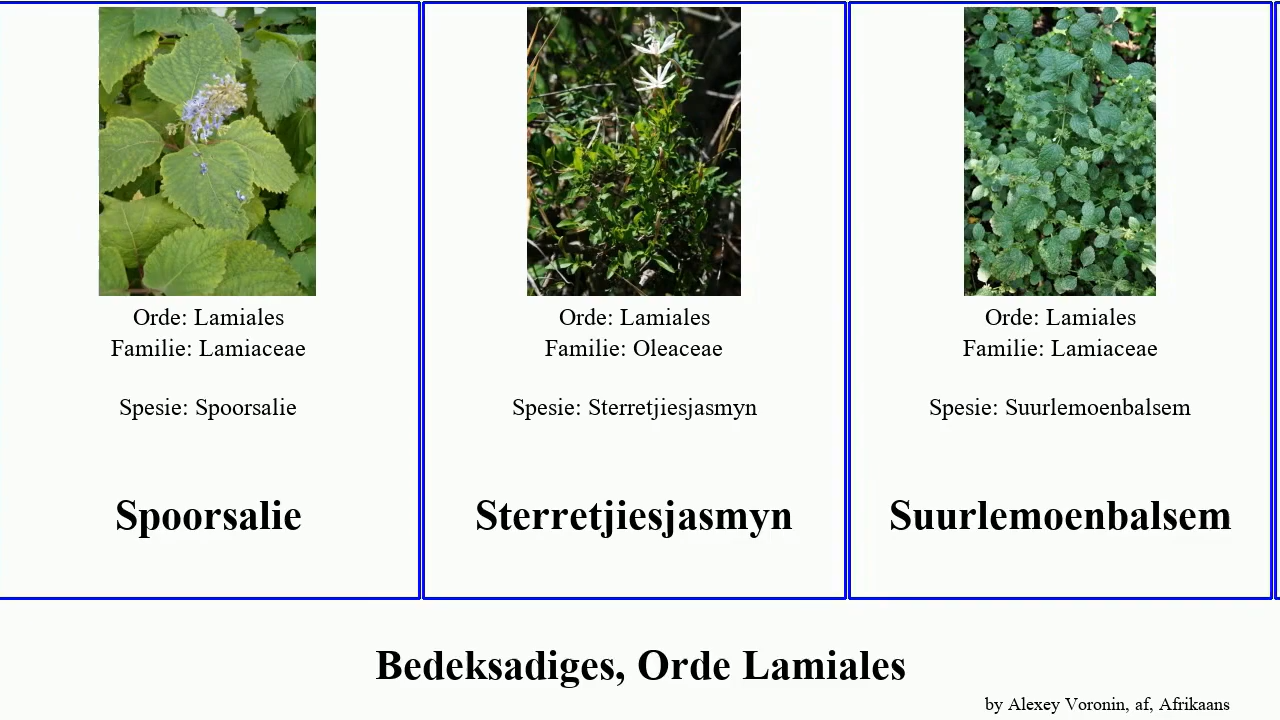 Orde: Lamiales
Familie: Lamiaceae
Spesie: Spoorsalie
Spoorsalie
Orde: Lamiales
Familie: Oleaceae
Spesie: Sterretjiesjasmyn
Sterretjiesjasmyn
Orde: Lamiales
Familie: Lamiaceae
Spesie: Suurlemoenbalsem
Suurlemoenbalsem
Bedeksadiges, Orde Lamiales
by Alexey Voronin, af, Afrikaans